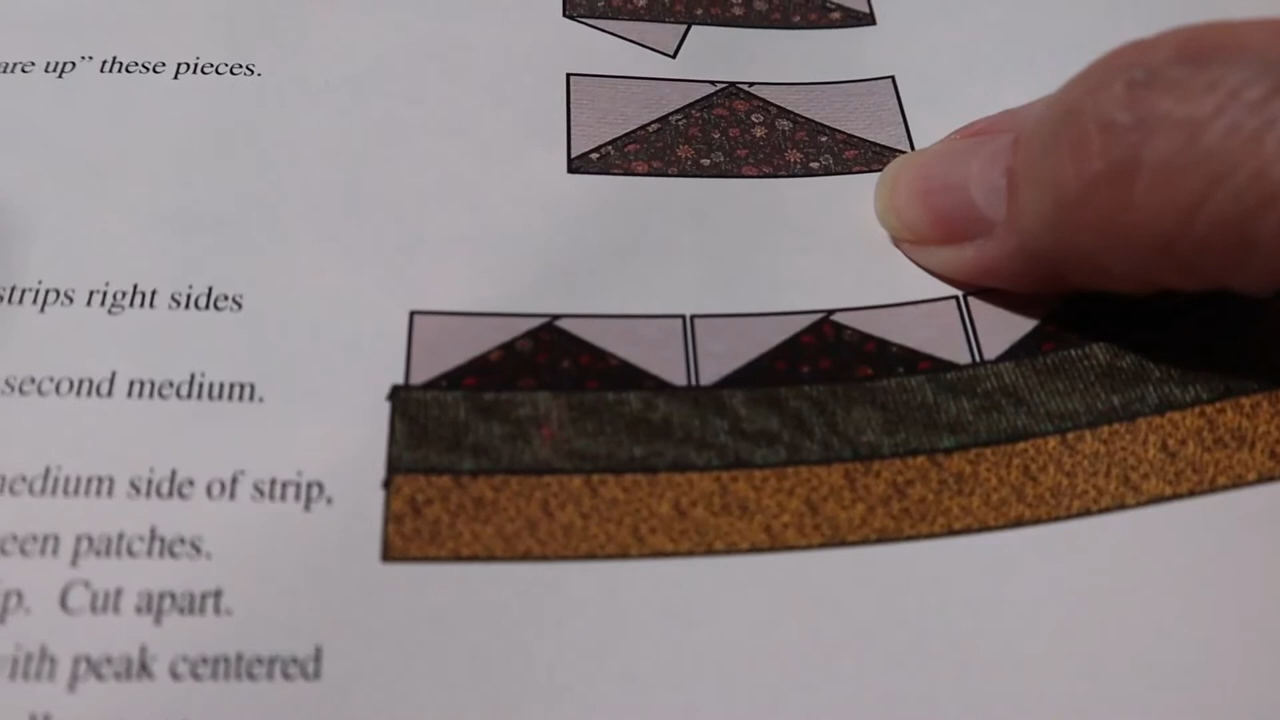 are up” these pieces.
strips right sides
second medium.
medium side of strip,
een patches.
p. Cut apart.
with peak centered